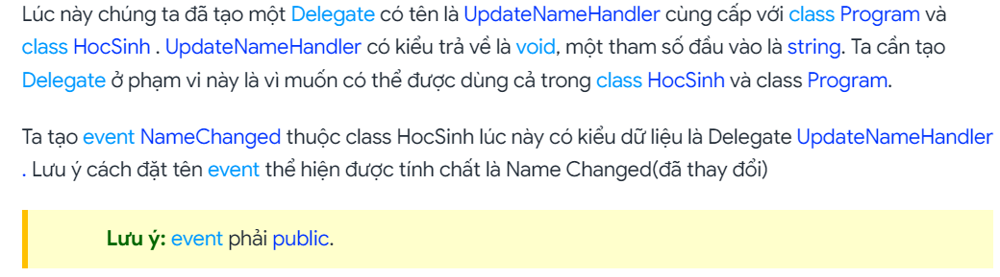 Lúc này chúng ta đã tạo một Delegate có tên là UpdateNameHandler cùng cấp với class Program và
class HocSinh . UpdateNameHandler có kiểu trả về là void, một tham số đầu vào là string. Ta cần tạo
Delegate ở phạm vi này là vì muốn có thể được dùng cả trong class HocSinh và class Program.
Ta tạo event NameChanged thuộc class HocSinh lúc này có kiểu dữ liệu là Delegate UpdateNameHandler
. Lưu ý cách đặt tên event thể hiện được tính chất là Name Changed(đã thay đổi)
Lưu ý: event phải public.